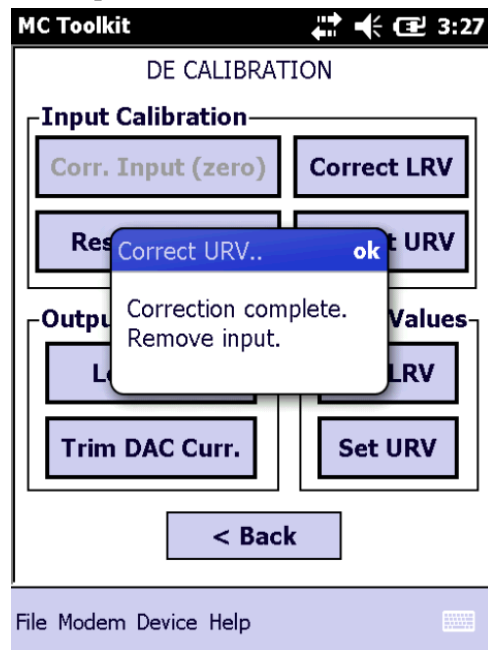 MC Toolkit 3:27
DE CALIBRATION
Input Calibration
Corr. Input (zero) Correct LRV
Res t URV
Correct URV.. ok
Correction complete.
Remove input.
Outpu Values
L LRV
Trim DAC Curr. Set URV
< Back
File Modem Device Help